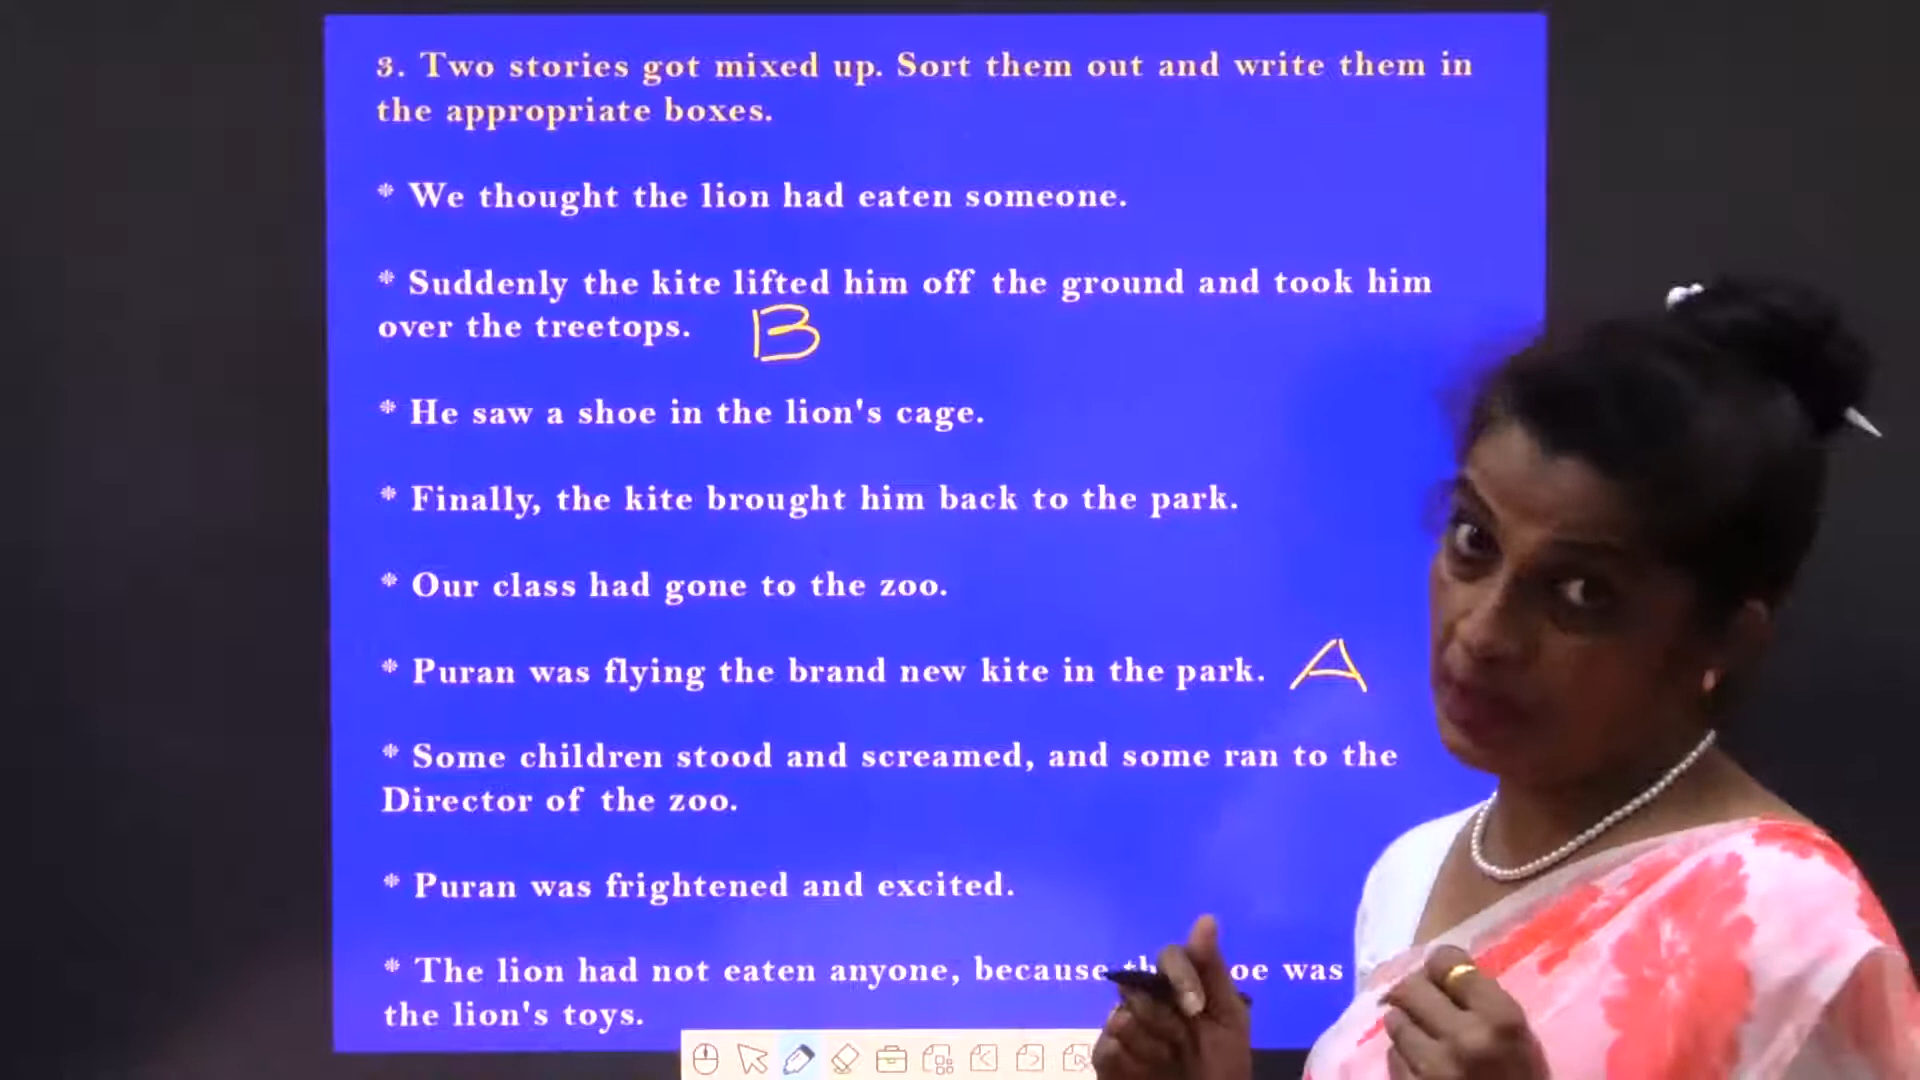 3. Two stories got mixed up. Sort them out and write them in
the appropriate boxes.
* We thought the lion had eaten someone.
* Suddenly the kite lifted him off the ground and took him
over the treetops. B
* He saw a shoe in the lion's cage.
* Finally, the kite brought him back to the park.
* Our class had gone to the zoo.
* Puran was flying the brand new kite in the park. A
* Some children stood and screamed, and some ran to the
Director of the zoo.
* Puran was frightened and excited.
* The lion had not eaten anyone, because was
the lion's toys.